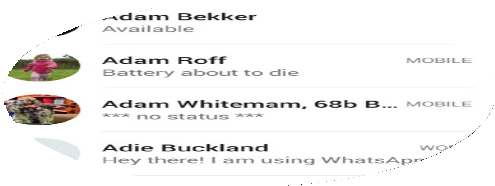 Adam Bekker
Available
Adam Roff MOBILE
Battery about to die
Adam Whitemam, 68b B... MOBILE
*** no status ***
Adie Buckland
Hey there! I am using WhatsApp